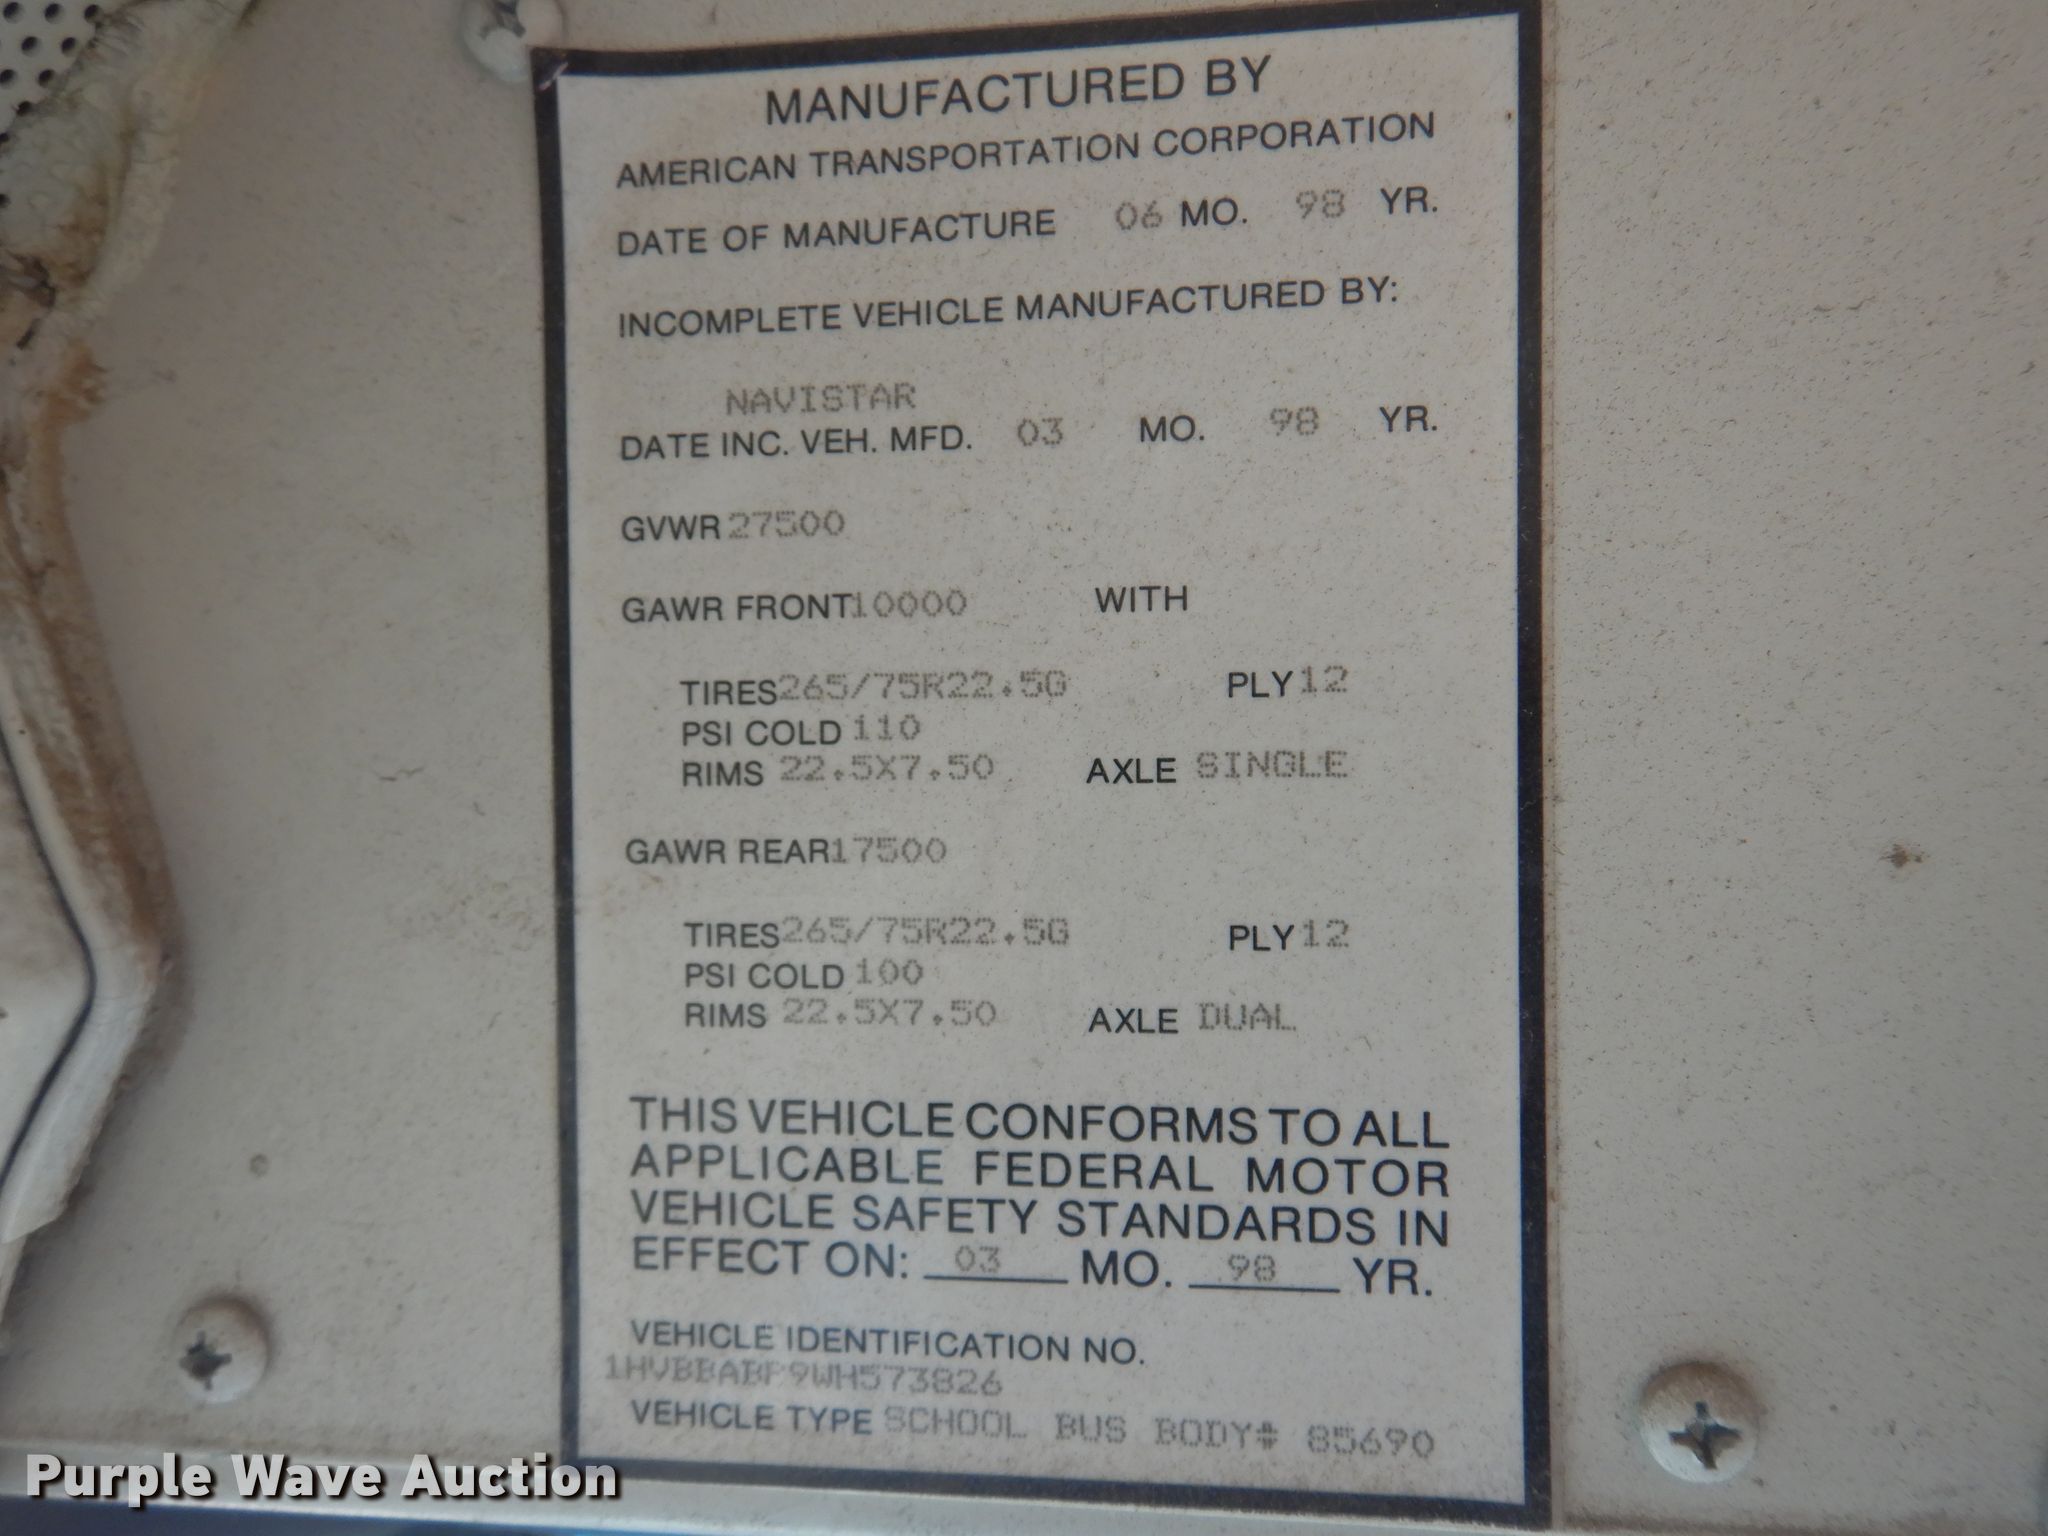 MANUFACTURED BY
AMERICAN TRANSPORTATION CORPORATION
DATE OF MANUFACTURE 06 MO. 98 YR.
INCOMPLETE VEHICLE MANUFACTURED BY:
NAVISTAR
DATE INC. VEH. MFD. 03 MO. 98 YR.
GVWR 27500
GAWR FRONT 10000 WITH
TIRES 265/75R22.5G PLY 12
PSI COLD 110
RIMS 22.5X7.50 AXLE SINGLE
GAWR REAR 17500
TIRES 265/75R22.5G PLY 12
PSI COLD 100
RIMS 22.5X7.50 AXLE DUAL
THIS VEHICLE CONFORMS TO ALL
APPLICABLE FEDERAL MOTOR
VEHICLE SAFETY STANDARDS IN
EFFECT ON: 03 MO. 98 YR.
VEHICLE IDENTIFICATION NO.
1HVBBABP9WH573826
VEHICLE TYPE SCHOOL BUS BODY# 85690
Purple Wave Auction